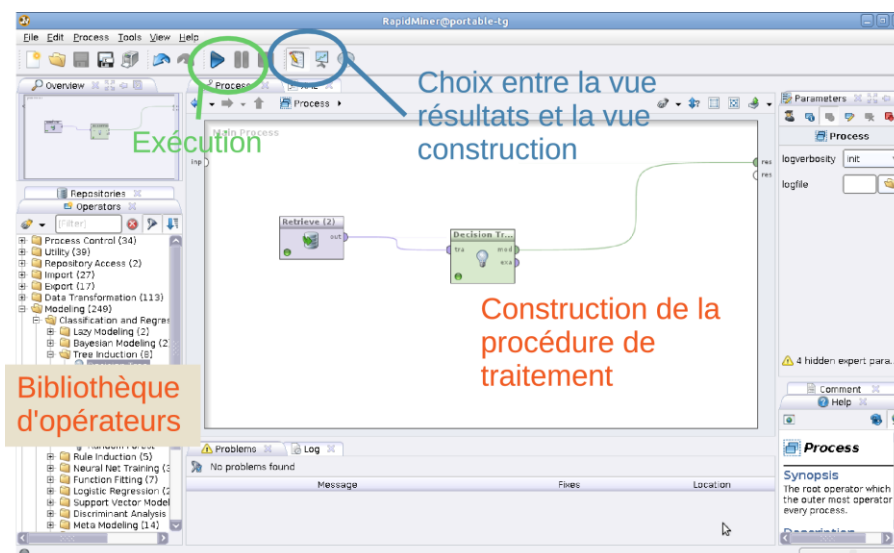 RapidMiner@portable-tg
File Edit Process Tools View Help
Overview
Process
XML
Process
Parameters
Choix entre la vue
résultats et la vue
construction
Exécution
Main Process
inp
res
res
Process
logverbosity init
logfile
Repositories
Operators
[Filter]
Process Control (34)
Utility (39)
Repository Access (2)
Import (27)
Export (17)
Data Transformation (113)
Modeling (249)
Classification and Regre
Lazy Modeling (2)
Bayesian Modeling (2
Tree Induction (8)
Retrieve (2)
out
Decision Tr...
tra mod
exa
Construction de la
procédure de
traitement
Bibliothèque
d'opérateurs
Random Forest
Rule Induction (5)
Neural Net Training (3
Function Fitting (7)
Logistic Regression (2
Support Vector Model
Discriminant Analysis
Meta Modeling (14)
4 hidden expert para...
Comment
Help
Process
Synopsis
The root operator which
the outer most operator
every process.
Description
Problems
Log
No problems found
Message Fixes Location